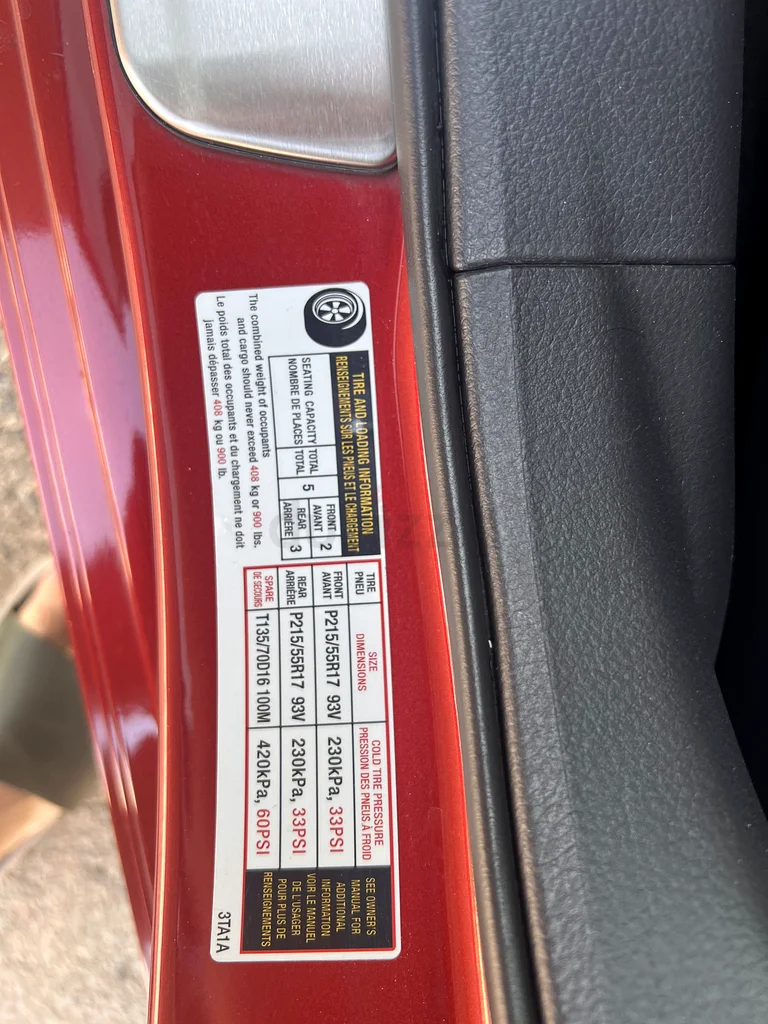 TIRE AND LOADING INFORMATION
RENSEIGNEMENTS SUR LES PNEUS ET LE CHARGEMENT
SEATING CAPACITY
NOMBRE DE PLACES
TOTAL
TOTAL
5
FRONT
AVANT
2
REAR
ARRIÈRE
3
The combined weight of occupants
and cargo should never exceed 408 kg or 900 lbs.
Le poids total des occupants et du chargement ne doit
jamais dépasser 408 kg ou 900 lb.
TIRE
PNEU
SIZE
DIMENSIONS
COLD TIRE PRESSURE
PRESSION DES PNEUS À FROID
FRONT
AVANT
P215/55R17 93V
230kPa, 33PSI
REAR
ARRIÈRE
P215/55R17 93V
230kPa, 33PSI
SPARE
DE SECOURS
T135/70D16 100M
420kPa, 60PSI
SEE OWNER'S
MANUAL FOR
ADDITIONAL
INFORMATION
VOIR LE MANUEL
DE L'USAGER
POUR PLUS DE
RENSEIGNEMENTS
3TA1A